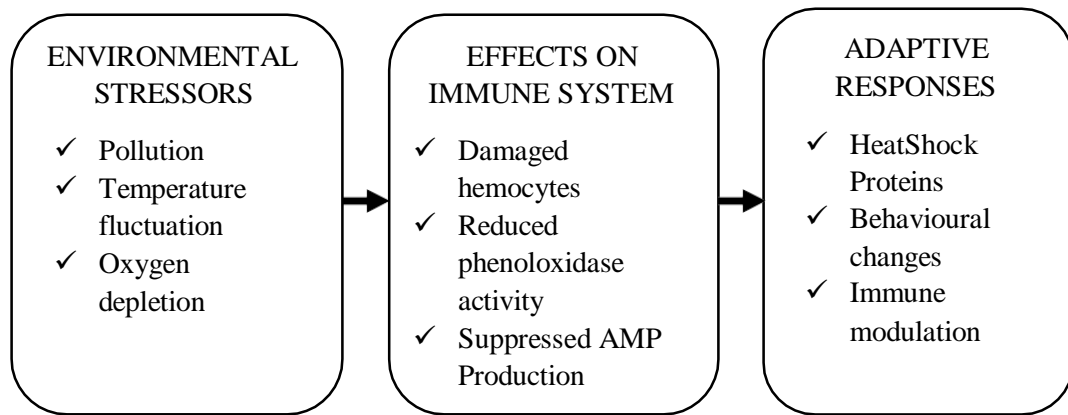 ENVIRONMENTAL
STRESSORS
✓ Pollution
✓ Temperature
fluctuation
✓ Oxygen
depletion
EFFECTS ON
IMMUNE SYSTEM
✓ Damaged
hemocytes
✓ Reduced
phenoloxidase
activity
✓ Suppressed AMP
Production
ADAPTIVE
RESPONSES
✓ HeatShock
Proteins
✓ Behavioural
changes
✓ Immune
modulation